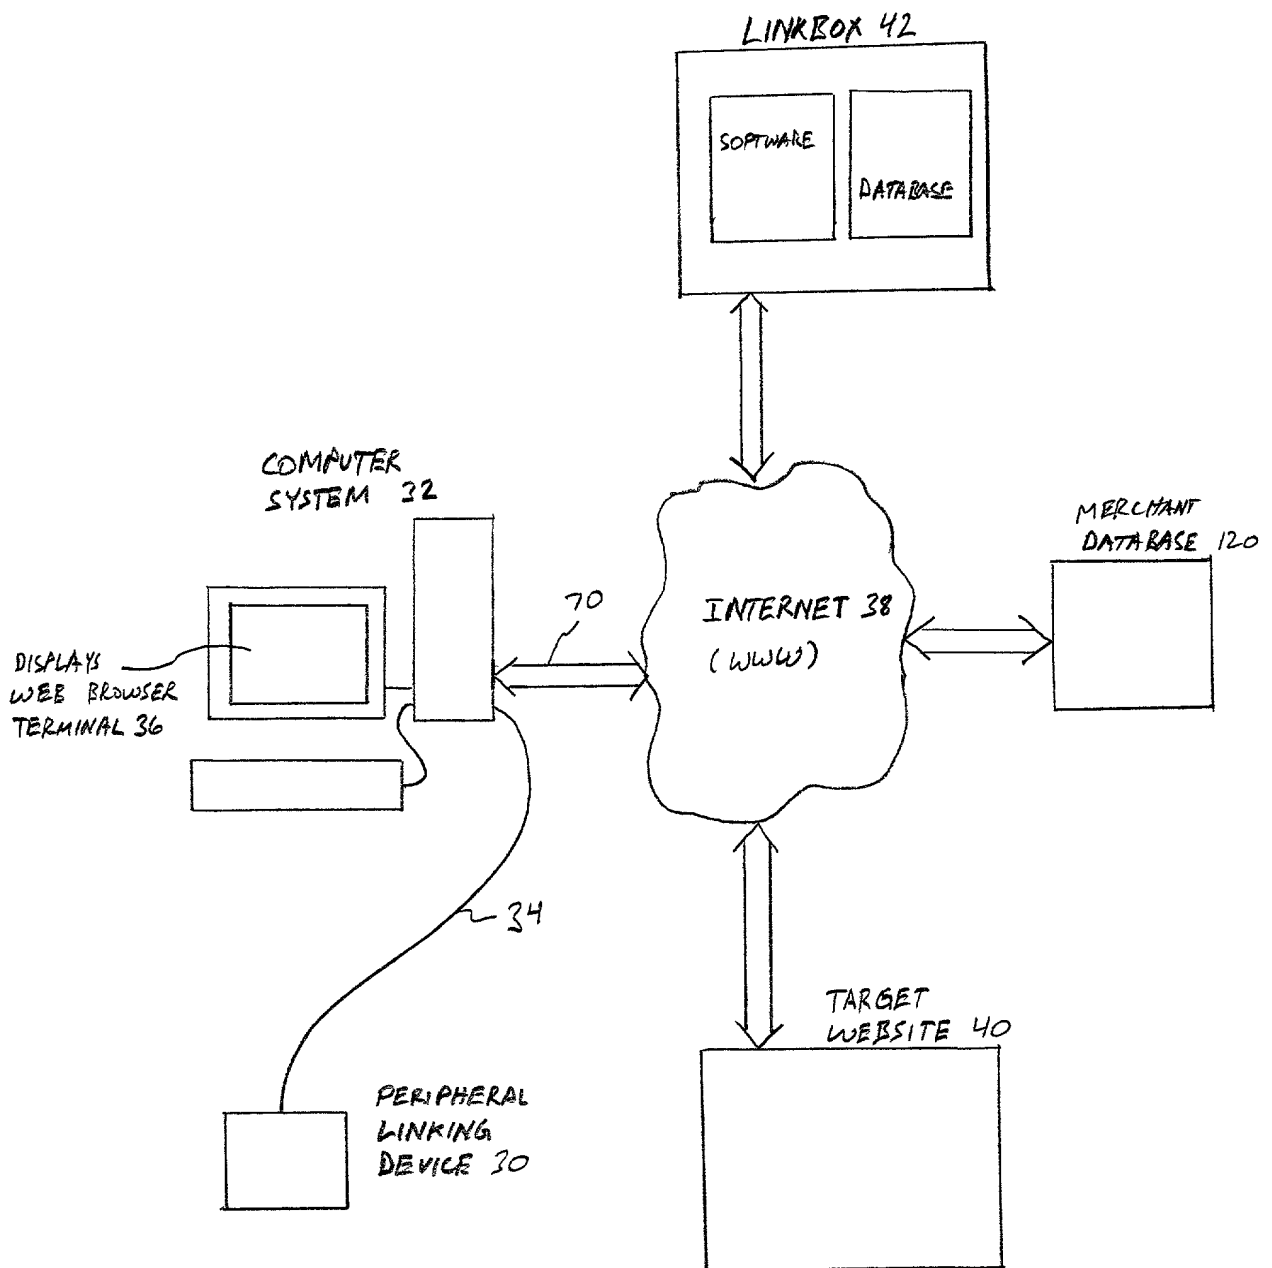 LINKBOX 42
SOFTWARE
DATABASE
COMPUTER
SYSTEM 32
MERCHANT
DATABASE 120
70
INTERNET 38
(WWW)
DISPLAYS
WEB BROWSER
TERMINAL 36
34
TARGET
WEBSITE 40
PERIPHERAL
LINKING
DEVICE 30